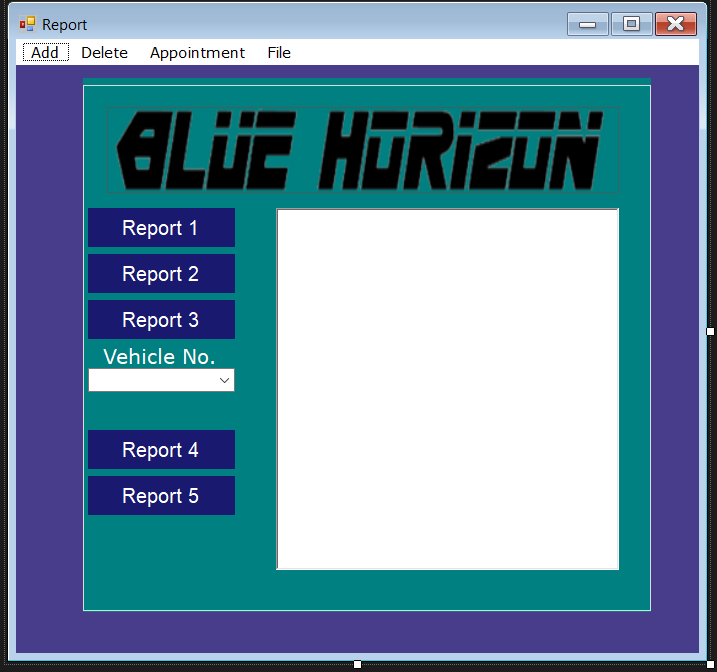 Report
Add Delete Appointment File
BLUE HORIZON
Report 1
Report 2
Report 3
Vehicle No.
Report 4
Report 5